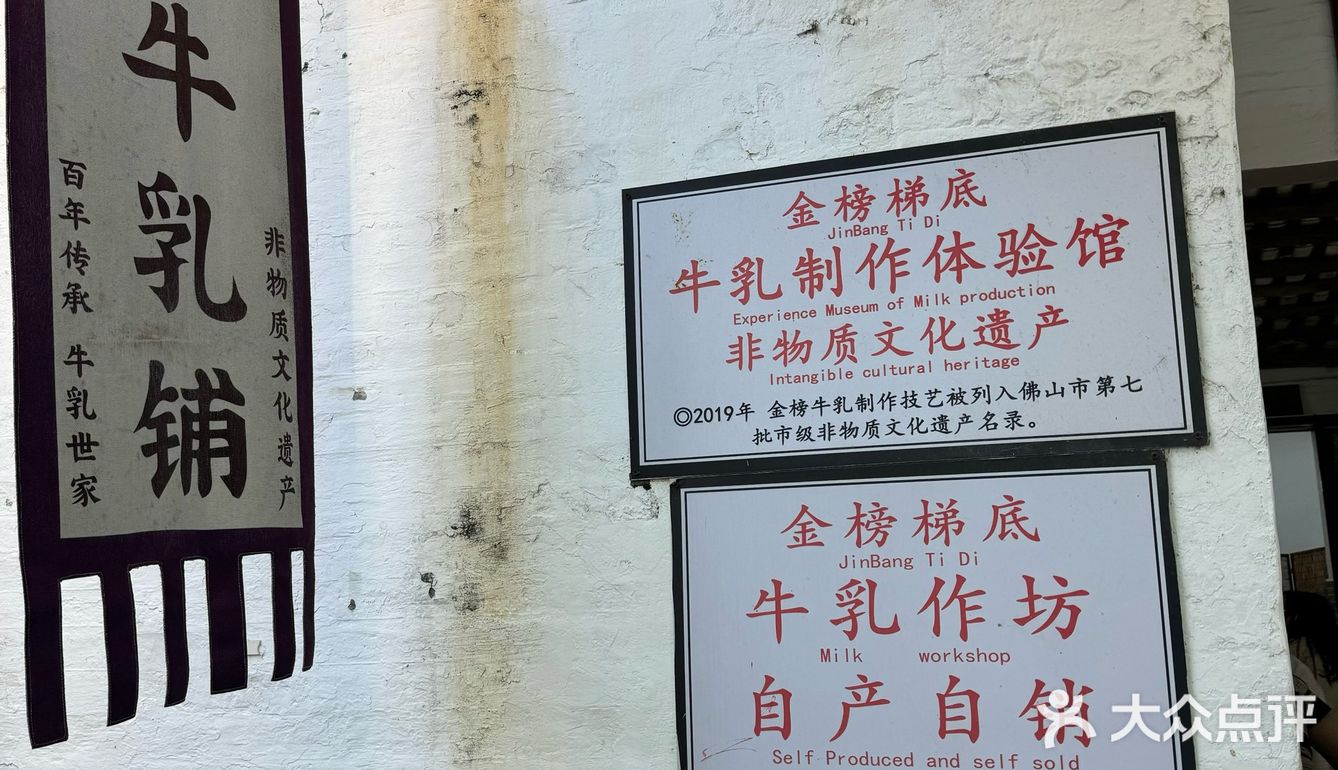 牛乳铺
百年传承 牛乳世家
非物质文化遗产
金榜梯底
JinBang Ti Di
牛乳制作体验馆
Experience Museum of Milk production
非物质文化遗产
Intangible cultural heritage
◎2019年 金榜牛乳制作技艺被列入佛山市第七
批市级非物质文化遗产名录。
金榜梯底
JinBang Ti Di
牛乳作坊
Milk workshop
自产自销
Self Produced and self sold
大众点评